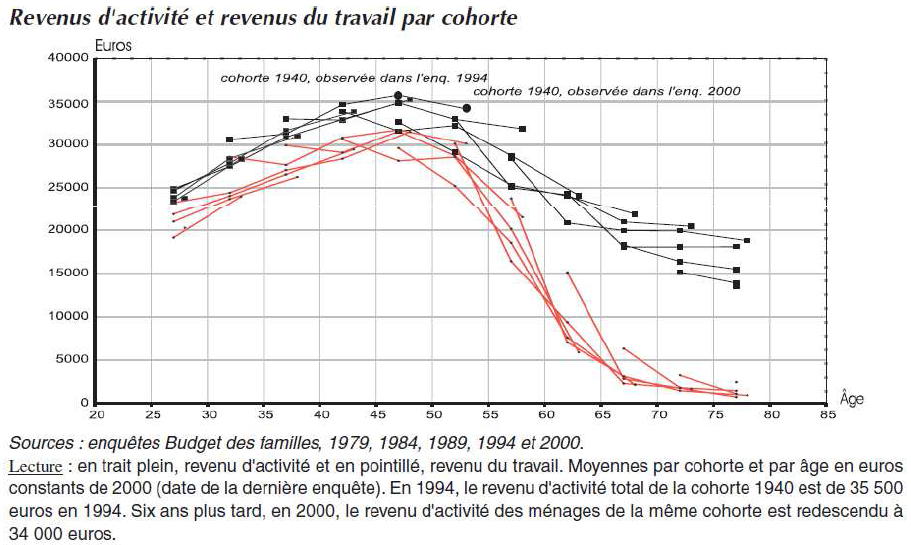 Revenus d'activité et revenus du travail par cohorte
Euros
40000
cohorte 1940, observée dans l'enq. 1994
cohorte 1940, observée dans l'enq. 2000
35000
30000
25000
20000
15000
10000
5000
0
Âge
20 25 30 35 40 45 50 55 60 65 70 75 80 85
Sources : enquêtes Budget des familles, 1979, 1984, 1989, 1994 et 2000.
Lecture : en trait plein, revenu d'activité et en pointillé, revenu du travail. Moyennes par cohorte et par âge en euros
constants de 2000 (date de la dernière enquête). En 1994, le revenu d'activité total de la cohorte 1940 est de 35 500
euros en 1994. Six ans plus tard, en 2000, le revenu d'activité des ménages de la même cohorte est redescendu à
34 000 euros.